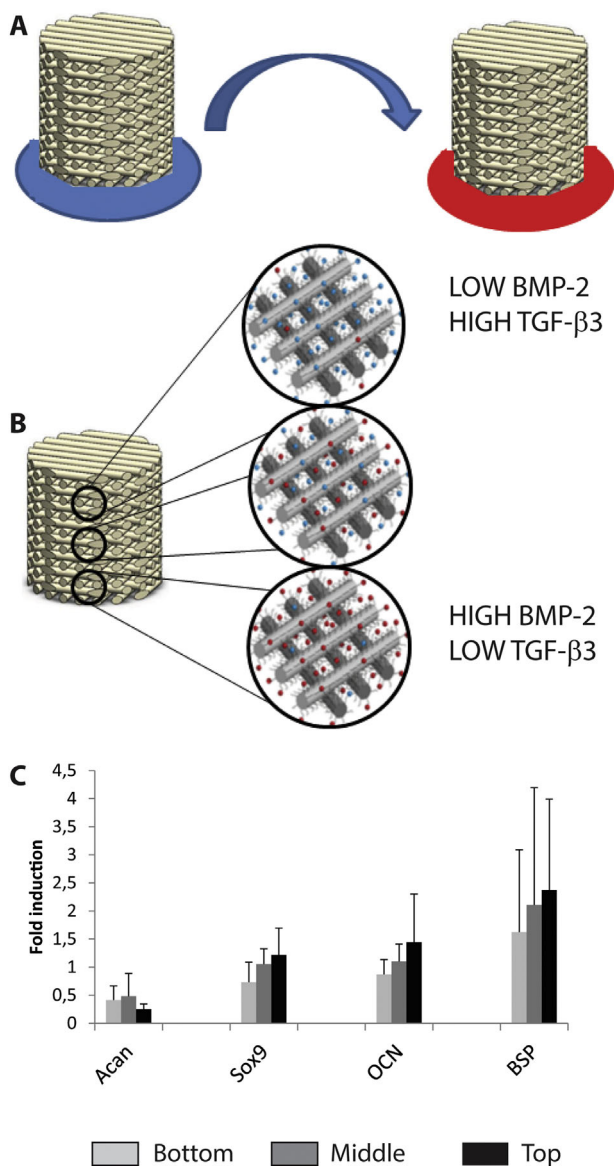 A
LOW BMP-2
HIGH TGF-β3
B
HIGH BMP-2
LOW TGF-β3
C
Fold induction
4,5
4
3,5
3
2,5
2
1,5
1
0,5
0
Acan
Sox9
OCN
BSP
Bottom Middle Top